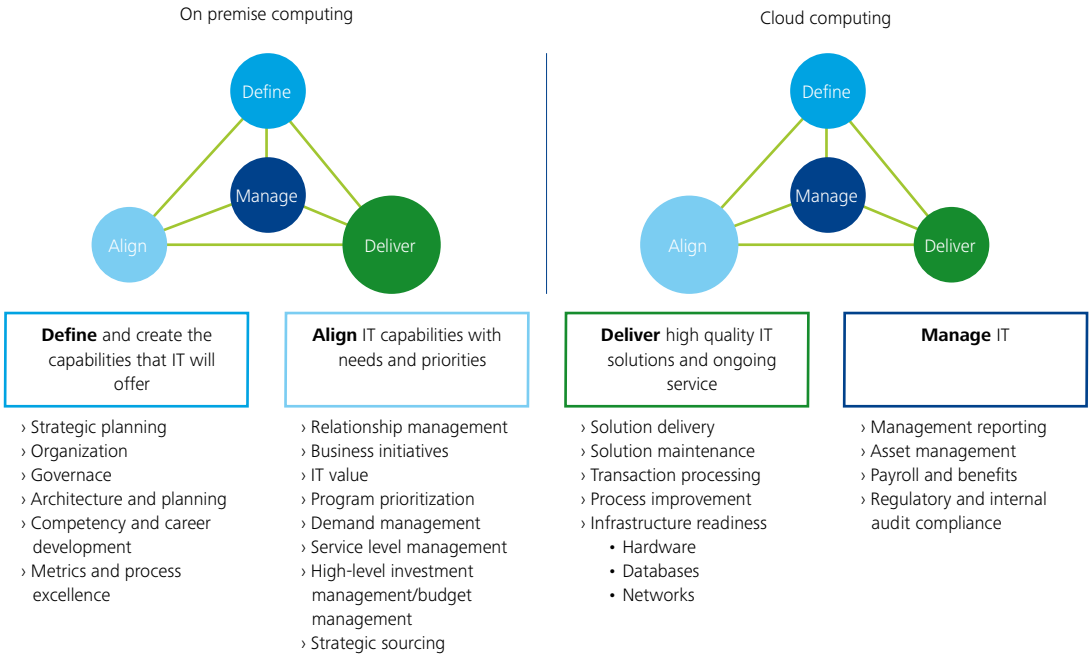 On premise computing
Define
Manage
Align
Deliver
Cloud computing
Define
Manage
Align
Deliver
Define and create the
capabilities that IT will
offer
› Strategic planning
› Organization
› Governace
› Architecture and planning
› Competency and career
development
› Metrics and process
excellence
Align IT capabilities with
needs and priorities
› Relationship management
› Business initiatives
› IT value
› Program prioritization
› Demand management
› Service level management
› High-level investment
management/budget
management
› Strategic sourcing
Deliver high quality IT
solutions and ongoing
service
› Solution delivery
› Solution maintenance
› Transaction processing
› Process improvement
› Infrastructure readiness
• Hardware
• Databases
• Networks
Manage IT
› Management reporting
› Asset management
› Payroll and benefits
› Regulatory and internal
audit compliance